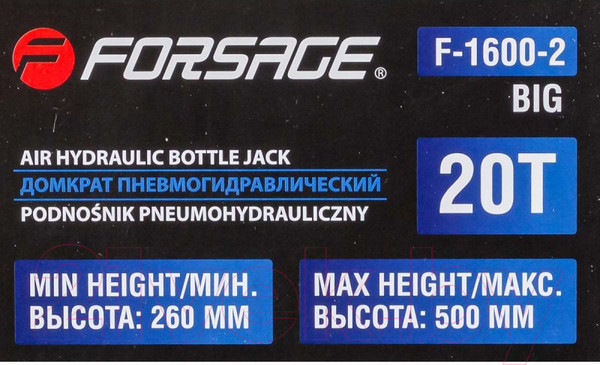 FORSAGE®
F-1600-2
BIG
AIR HYDRAULIC BOTTLE JACK
ДОМКРАТ ПНЕВМОГИДРАВЛИЧЕСКИЙ
PODNOŚNIK PNEUMOHYDRAULICZNY
20T
MIN HEIGHT/МИН.
ВЫСОТА: 260 ММ
MAX HEIGHT/МАКС.
ВЫСОТА: 500 ММ